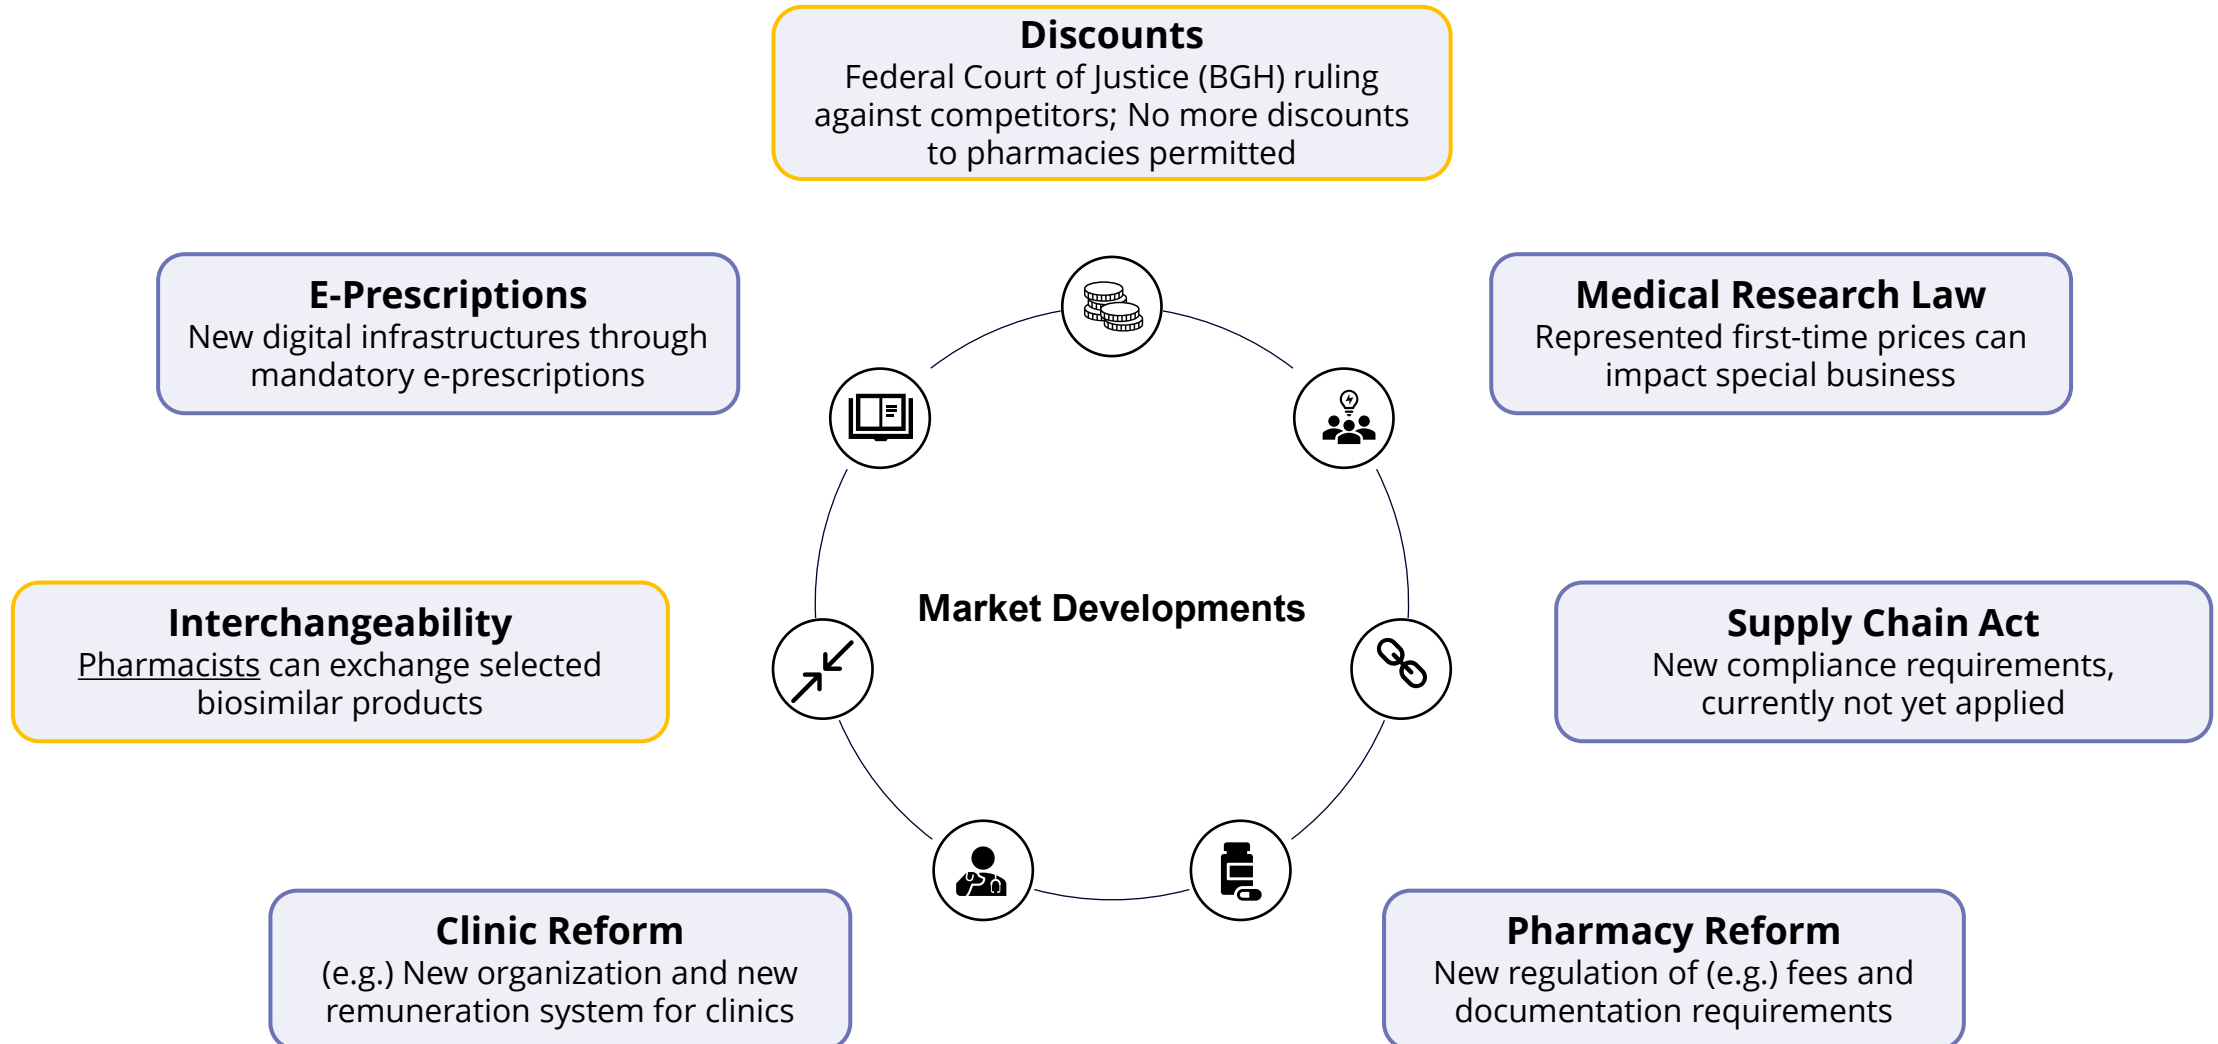 Discounts
Federal Court of Justice (BGH) ruling
against competitors; No more discounts
to pharmacies permitted
E-Prescriptions
New digital infrastructures through
mandatory e-prescriptions
Medical Research Law
Represented first-time prices can
impact special business
Market Developments
Interchangeability
Pharmacists can exchange selected
biosimilar products
Supply Chain Act
New compliance requirements,
currently not yet applied
Clinic Reform
(e.g.) New organization and new
remuneration system for clinics
Pharmacy Reform
New regulation of (e.g.) fees and
documentation requirements